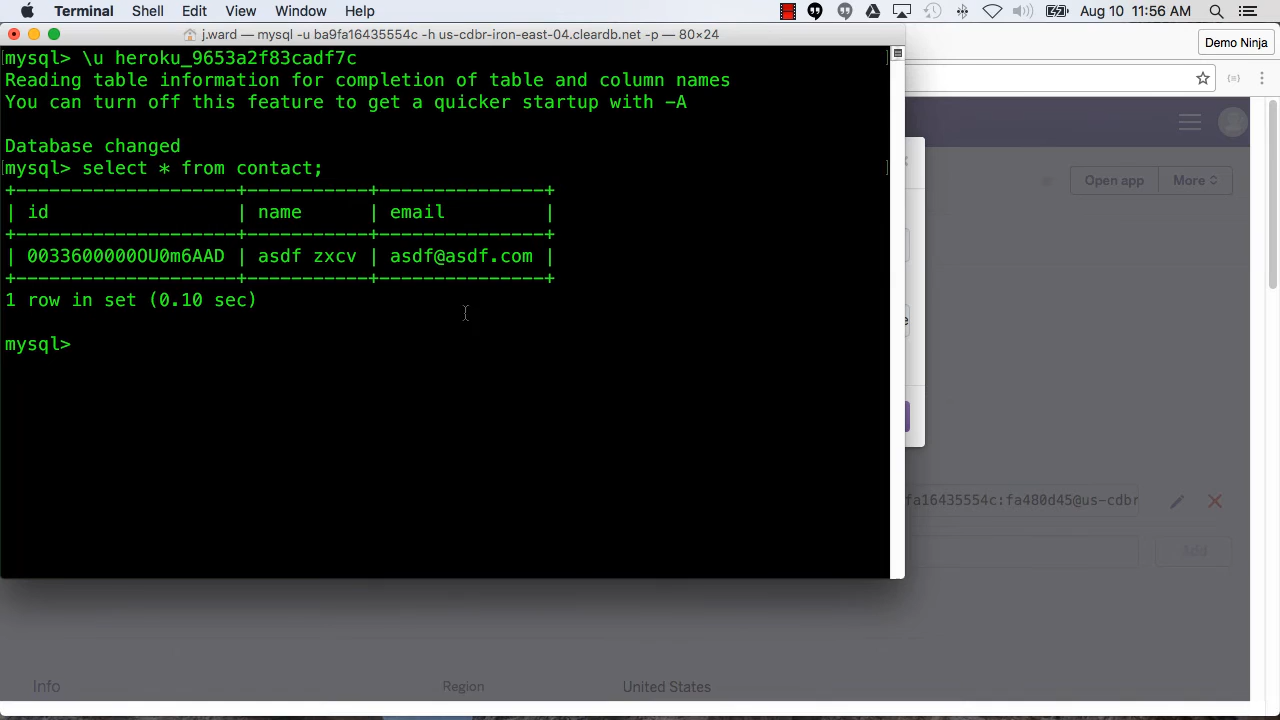 Terminal Shell Edit View Window Help Aug 10 11:56 AM
j.ward — mysql -u ba9fa16435554c -h us-cdbr-iron-east-04.cleardb.net -p — 80×24
Demo Ninja
mysql> \u heroku_9653a2f83cadf7c
Reading table information for completion of table and column names
You can turn off this feature to get a quicker startup with -A
Database changed
mysql> select * from contact;
+---------------------+-----------+---------------+
| id | name | email |
+---------------------+-----------+---------------+
| 0033600000OU0m6AAD | asdf zxcv | asdf@asdf.com |
+---------------------+-----------+---------------+
1 row in set (0.10 sec)
mysql>
Open app More
fa16435554c:fa480d45@us-cdbr
Add
Info Region United States